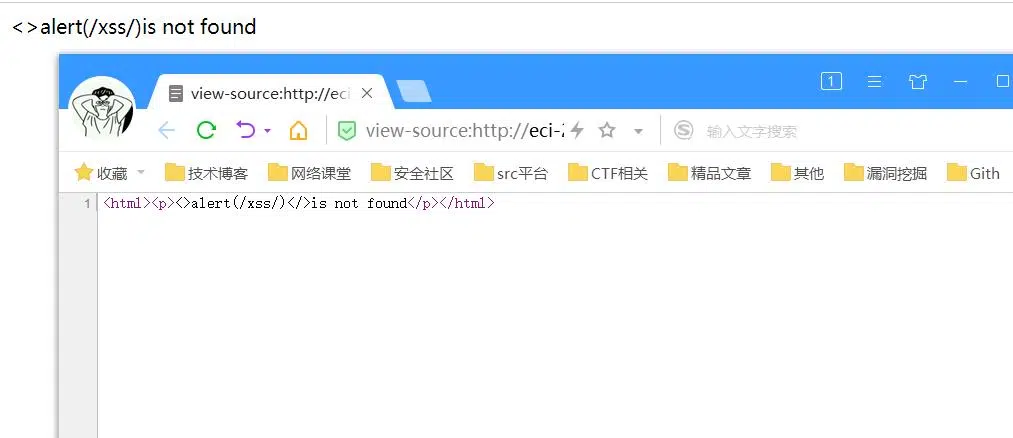 <>alert(/xss/)is not found
view-source:http://eci
1
view-source:http://eci-2
输入文字搜索
收藏 技术博客 网络课堂 安全社区 src平台 CTF相关 精品文章 其他 漏洞挖掘 Gith
1 <html><p><>alert(/xss/)</>is not found</p></html>